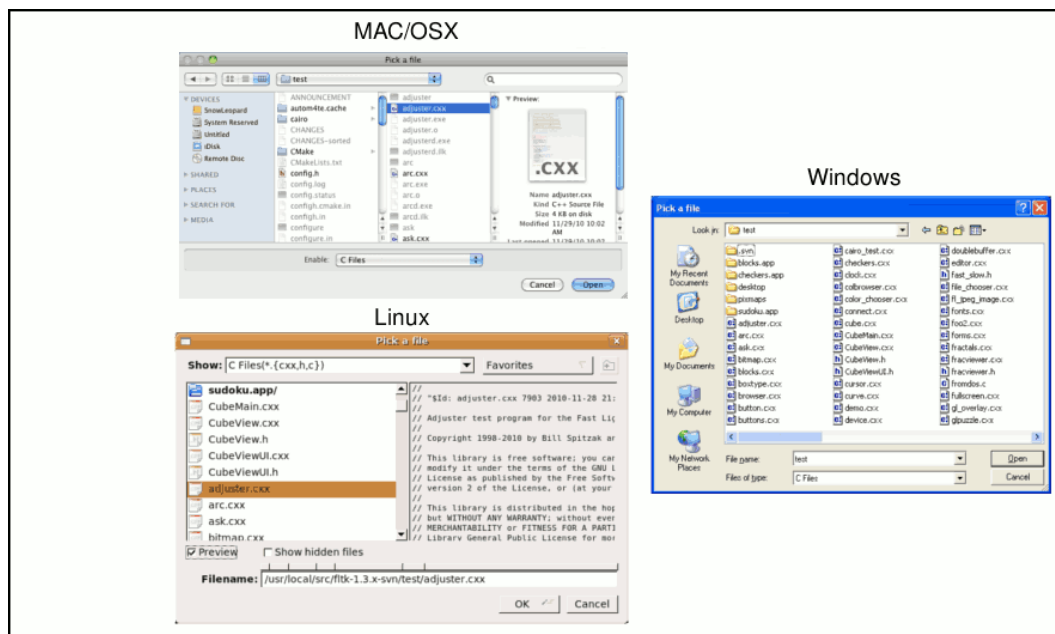 MAC/OSX
Pick a file
test
DEVICES
SnowLeopard
System Reserved
Untitled
iDisk
Remote Disc
SHARED
PLACES
SEARCH FOR
MEDIA
ANNOUNCEMENT
autom4te.cache
cairo
CHANGES
CHANGES-sorted
CMake
CMakeLists.txt
config.h
config.log
config.status
configh.cmake.in
configh.in
configure
configure.in
adjuster
adjuster.cxx
adjuster.exe
adjuster.o
adjusterd.exe
adjusterd.ilk
arc
arc.cxx
arc.exe
arc.o
arcd.exe
arcd.ilk
ask
ask.cxx
Preview:
.CXX
Name adjuster.cxx
Kind C++ Source File
Size 4 KB on disk
Modified 11/29/10 10:02
AM
Last opened 11/29/10 10:02
Enable: C Files
Cancel Open
Linux
Pick a file
Show: C Files(*.{cxx,h,c}) Favorites
sudoku.app/
CubeMain.cxx
CubeView.cxx
CubeView.h
CubeViewUI.cxx
CubeViewUI.h
adjuster.cxx
arc.cxx
ask.cxx
bitmap.cxx
//
// "$Id: adjuster.cxx 7903 2010-11-28 21:
//
// Adjuster test program for the Fast Lig
//
// Copyright 1998-2010 by Bill Spitzak an
//
// This library is free software; you can
// modify it under the terms of the GNU L
// License as published by the Free Softw
// version 2 of the License, or (at your
//
// This library is distributed in the hop
// but WITHOUT ANY WARRANTY; without even
// MERCHANTABILITY or FITNESS FOR A PARTI
// Library General Public License for mor
Preview Show hidden files
Filename: /usr/local/src/fltk-1.3.x-svn/test/adjuster.cxx
OK Cancel
Windows
Pick a file
Look in: test
My Recent
Documents
Desktop
My Documents
My Computer
My Network
Places
.svn
blocks.app
checkers.app
desktop
pixmaps
sudoku.app
adjuster.cxx
arc.cxx
ask.cxx
bitmap.cxx
blocks.cxx
boxtype.cxx
browser.cxx
button.cxx
buttons.cxx
cairo_test.cxx
checkers.cxx
clock.cxx
colbrowser.cxx
color_chooser.cxx
connect.cxx
cube.cxx
CubeMain.cxx
CubeView.cxx
CubeView.h
CubeViewUI.h
cursor.cxx
curve.cxx
demo.cxx
device.cxx
doublebuffer.cxx
editor.cxx
fast_slow.h
file_chooser.cxx
fl_jpeg_image.cxx
fonts.cxx
foo2.cxx
forms.cxx
fractals.cxx
fracviewer.cxx
fracviewer.h
fromdos.c
fullscreen.cxx
gl_overlay.cxx
glpuzzle.cxx
File name: test Open
Files of type: C Files Cancel